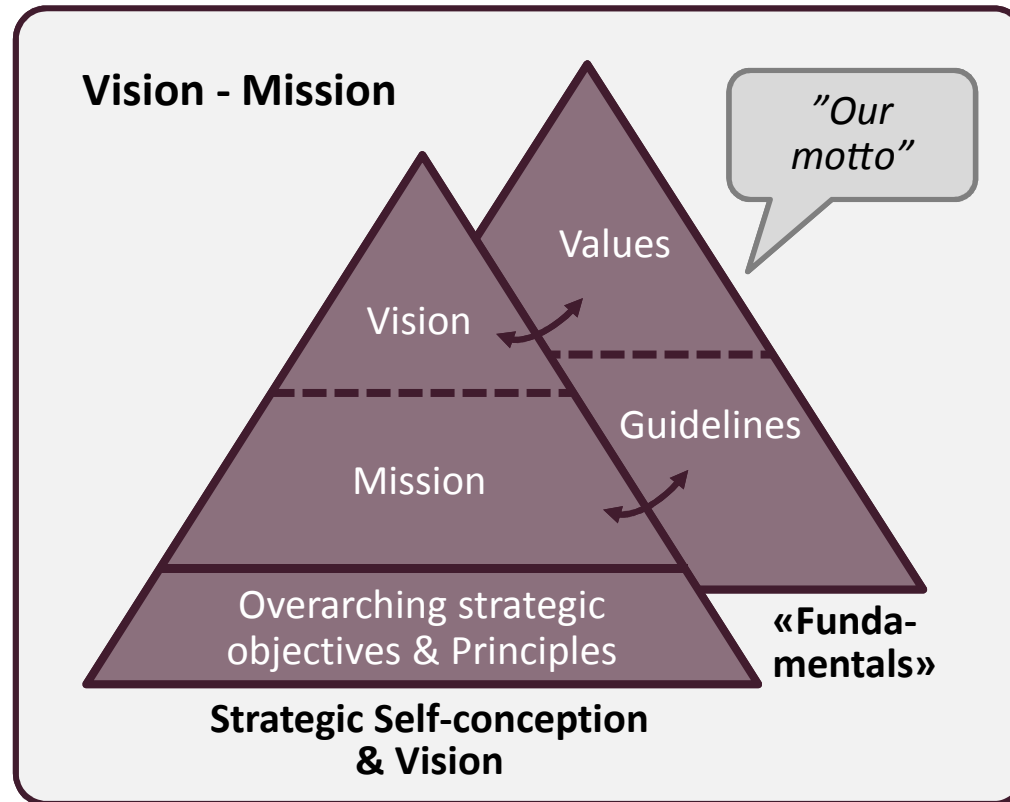 Vision - Mission
”Our
motto”
Values
Vision
Guidelines
Mission
Overarching strategic
objectives & Principles
«Funda-
mentals»
Strategic Self-conception
& Vision